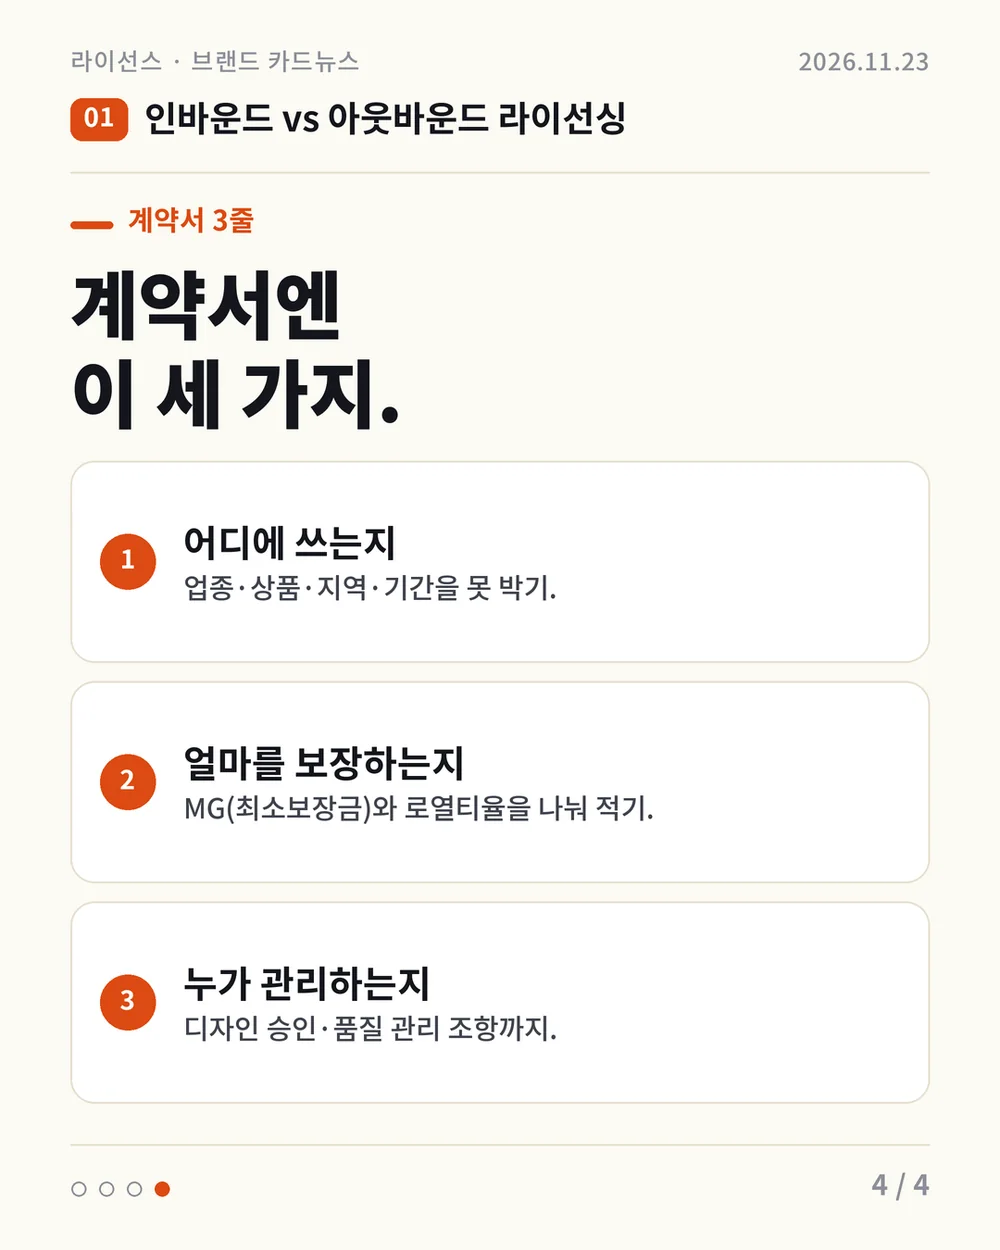 라이선스 · 브랜드 카드뉴스
2026.11.23
01 인바운드 vs 아웃바운드 라이선싱
계약서 3줄
계약서엔
이 세 가지.
1
어디에 쓰는지
업종·상품·지역·기간을 못 박기.
2
얼마를 보장하는지
MG(최소보장금)와 로열티율을 나눠 적기.
3
누가 관리하는지
디자인 승인·품질 관리 조항까지.
4 / 4